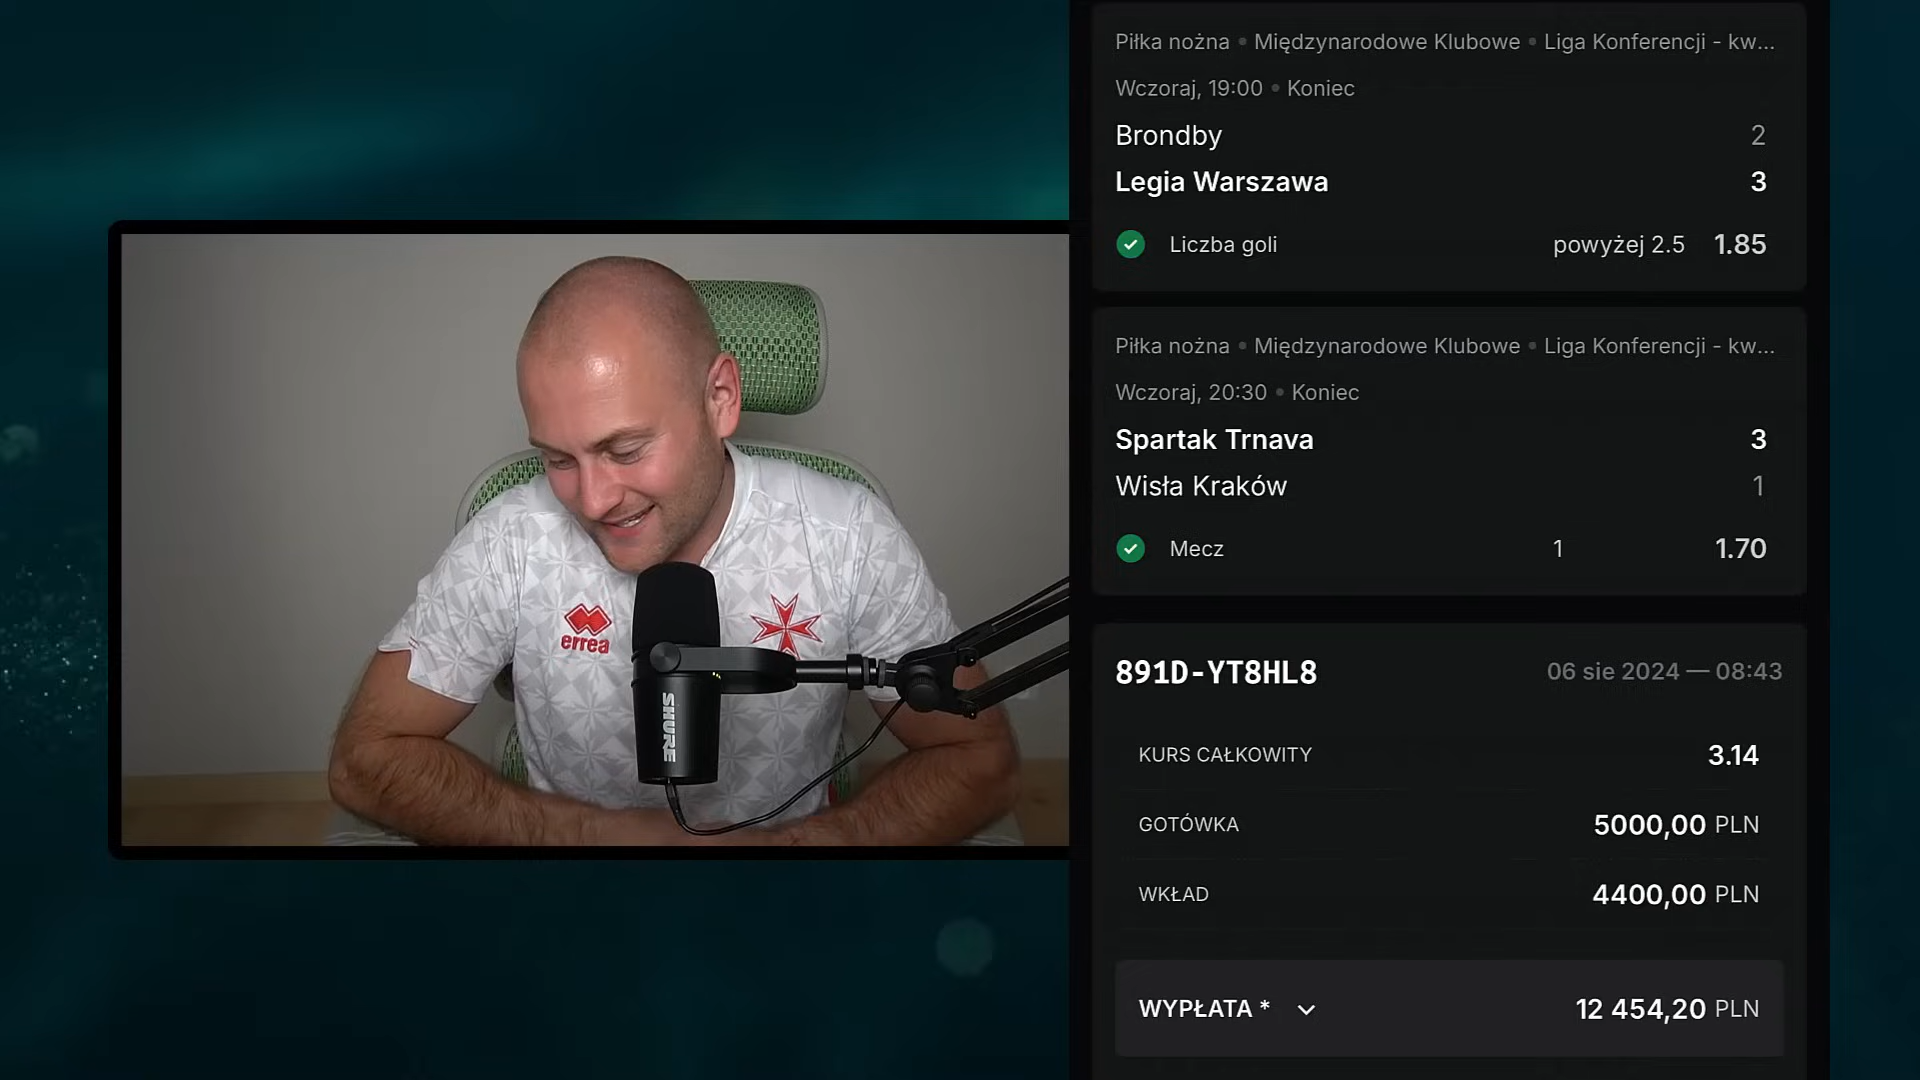 Piłka nożna • Międzynarodowe Klubowe • Liga Konferencji - kw...
Wczoraj, 19:00 • Koniec
Brondby 2
Legia Warszawa 3
Liczba goli powyżej 2.5 1.85
Piłka nożna • Międzynarodowe Klubowe • Liga Konferencji - kw...
Wczoraj, 20:30 • Koniec
Spartak Trnava 3
Wisła Kraków 1
Mecz 1 1.70
891D-YT8HL8 06 sie 2024 — 08:43
KURS CAŁKOWITY 3.14
GOTÓWKA 5000,00 PLN
WKŁAD 4400,00 PLN
WYPŁATA * 12 454,20 PLN
errea
SHURE